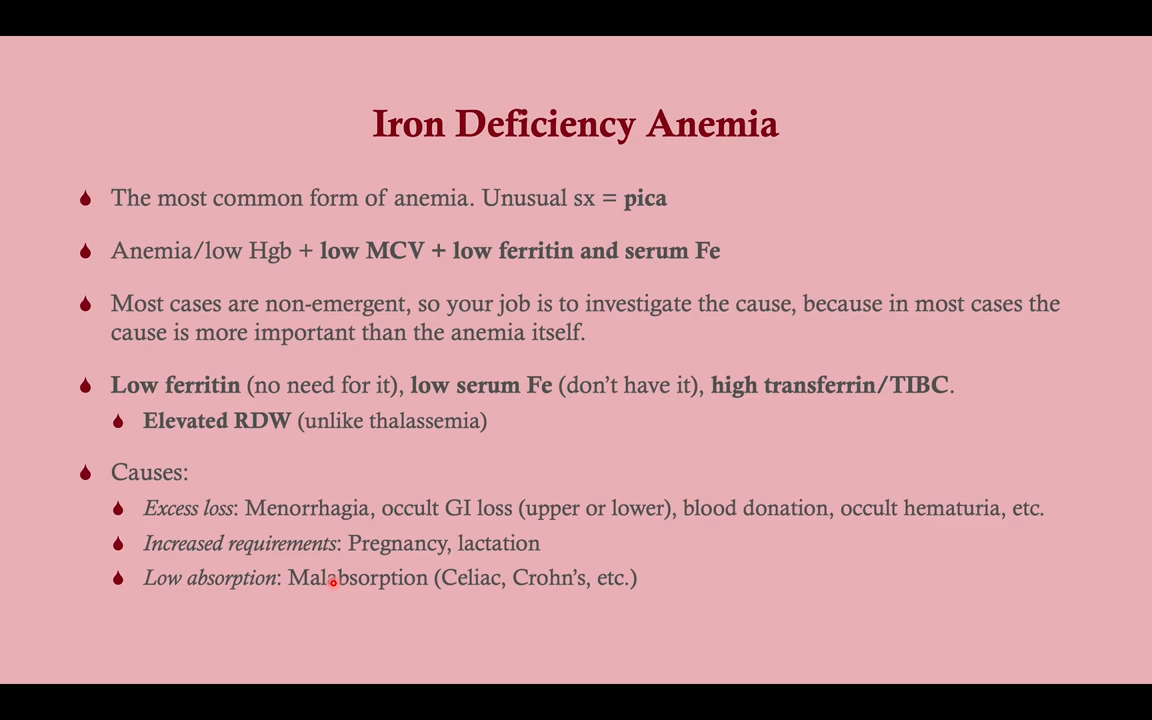 Iron Deficiency Anemia
The most common form of anemia. Unusual sx = pica
Anemia/low Hgb + low MCV + low ferritin and serum Fe
Most cases are non-emergent, so your job is to investigate the cause, because in most cases the
cause is more important than the anemia itself.
Low ferritin (no need for it), low serum Fe (don’t have it), high transferrin/TIBC.
Elevated RDW (unlike thalassemia)
Causes:
Excess loss: Menorrhagia, occult GI loss (upper or lower), blood donation, occult hematuria, etc.
Increased requirements: Pregnancy, lactation
Low absorption: Malabsorption (Celiac, Crohn’s, etc.)